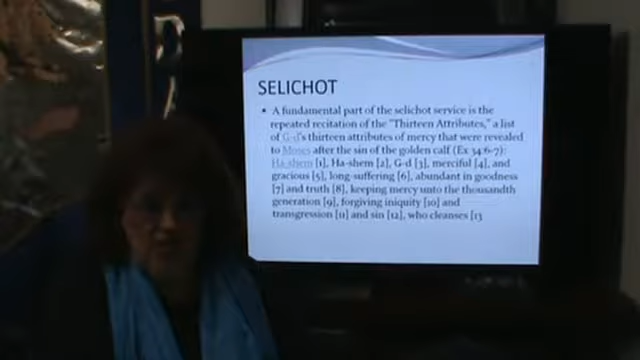 SELICHOT
• A fundamental part of the selichot service is the
repeated recitation of the "Thirteen Attributes," a list
of G-d's thirteen attributes of mercy that were revealed
to Moses after the sin of the golden calf (Ex 34:6-7):
Ha-shem [1], Ha-shem [2], G-d [3], merciful [4], and
gracious [5], long-suffering [6], abundant in goodness
[7] and truth [8], keeping mercy unto the thousandth
generation [9], forgiving iniquity [10] and
transgression [11] and sin [12], who cleanses [13